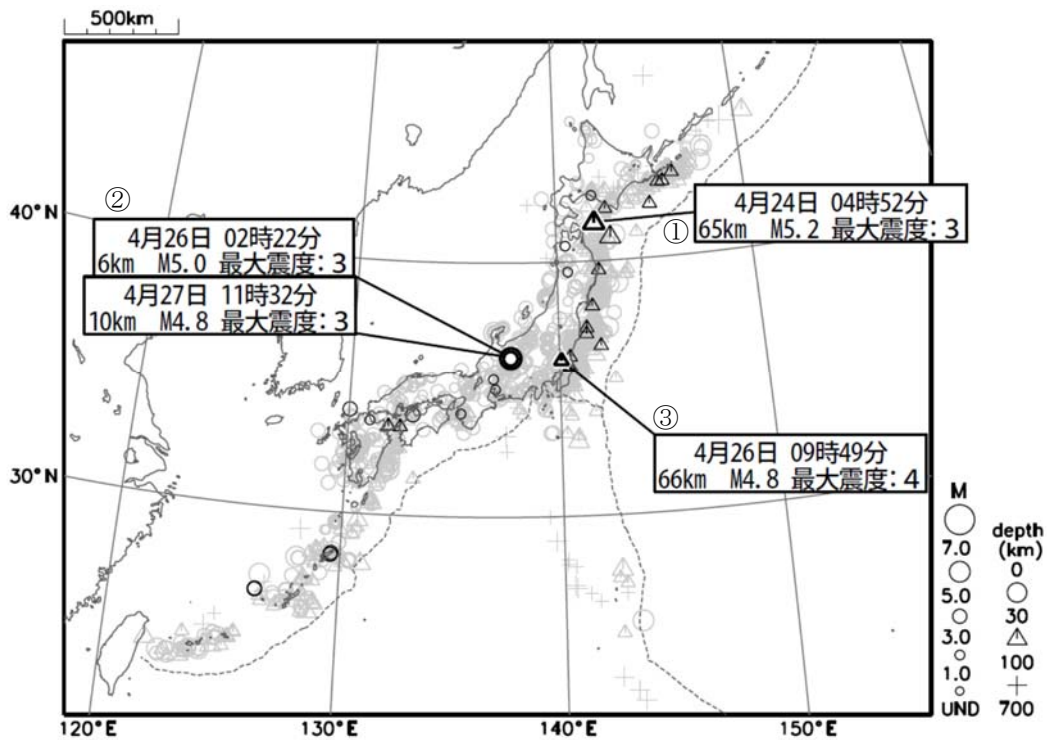 500km
40°N
②
4月26日 02時22分
6km M5.0 最大震度：3
4月27日 11時32分
10km M4.8 最大震度：3
①
4月24日 04時52分
65km M5.2 最大震度：3
③
4月26日 09時49分
66km M4.8 最大震度：4
30°N
120°E
130°E
140°E
150°E
M
7.0
5.0
3.0
1.0
UND
depth
(km)
0
30
100
700